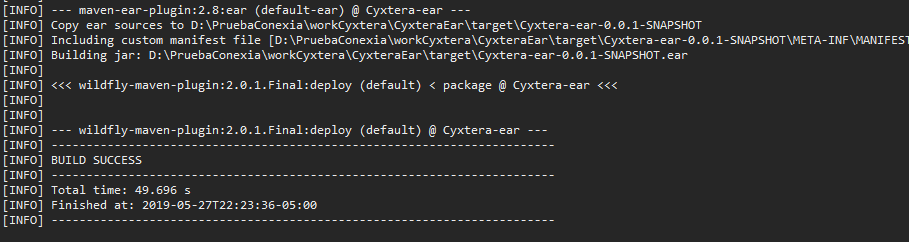 [INFO] --- maven-ear-plugin:2.8:ear (default-ear) @ Cyxtera-ear ---
[INFO] Copy ear sources to D:\PruebaConexia\workCyxtera\CyxteraEar\target\Cyxtera-ear-0.0.1-SNAPSHOT
[INFO] Including custom manifest file [D:\PruebaConexia\workCyxtera\CyxteraEar\target\Cyxtera-ear-0.0.1-SNAPSHOT\META-INF\MANIFEST
[INFO] Building jar: D:\PruebaConexia\workCyxtera\CyxteraEar\target\Cyxtera-ear-0.0.1-SNAPSHOT.ear
[INFO]
[INFO] <<< wildfly-maven-plugin:2.0.1.Final:deploy (default) < package @ Cyxtera-ear <<<
[INFO]
[INFO]
[INFO] --- wildfly-maven-plugin:2.0.1.Final:deploy (default) @ Cyxtera-ear ---
[INFO] ------------------------------------------------------------------------
[INFO] BUILD SUCCESS
[INFO] ------------------------------------------------------------------------
[INFO] Total time: 49.696 s
[INFO] Finished at: 2019-05-27T22:23:36-05:00
[INFO] ------------------------------------------------------------------------